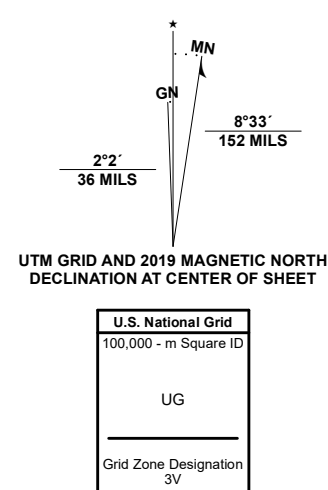 ★
MN
GN
8°33´
152 MILS
2°2´
36 MILS
UTM GRID AND 2019 MAGNETIC NORTH
DECLINATION AT CENTER OF SHEET
U.S. National Grid
100,000 - m Square ID
UG
Grid Zone Designation
3V